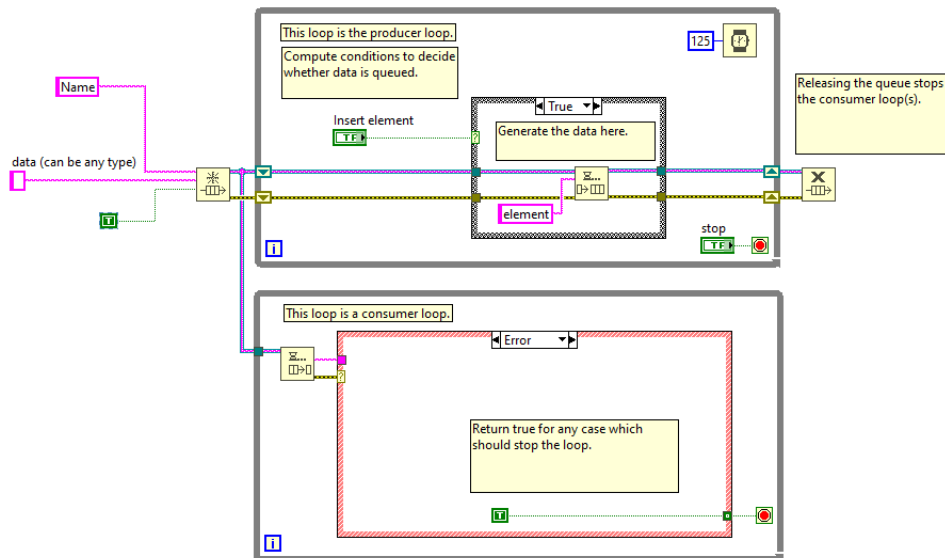 This loop is the producer loop.
Compute conditions to decide
whether data is queued.
125
Name
Releasing the queue stops
the consumer loop(s).
True
Insert element
TF
Generate the data here.
data (can be any type)
T
element
stop
TF
i
This loop is a consumer loop.
Error
Return true for any case which
should stop the loop.
T
i